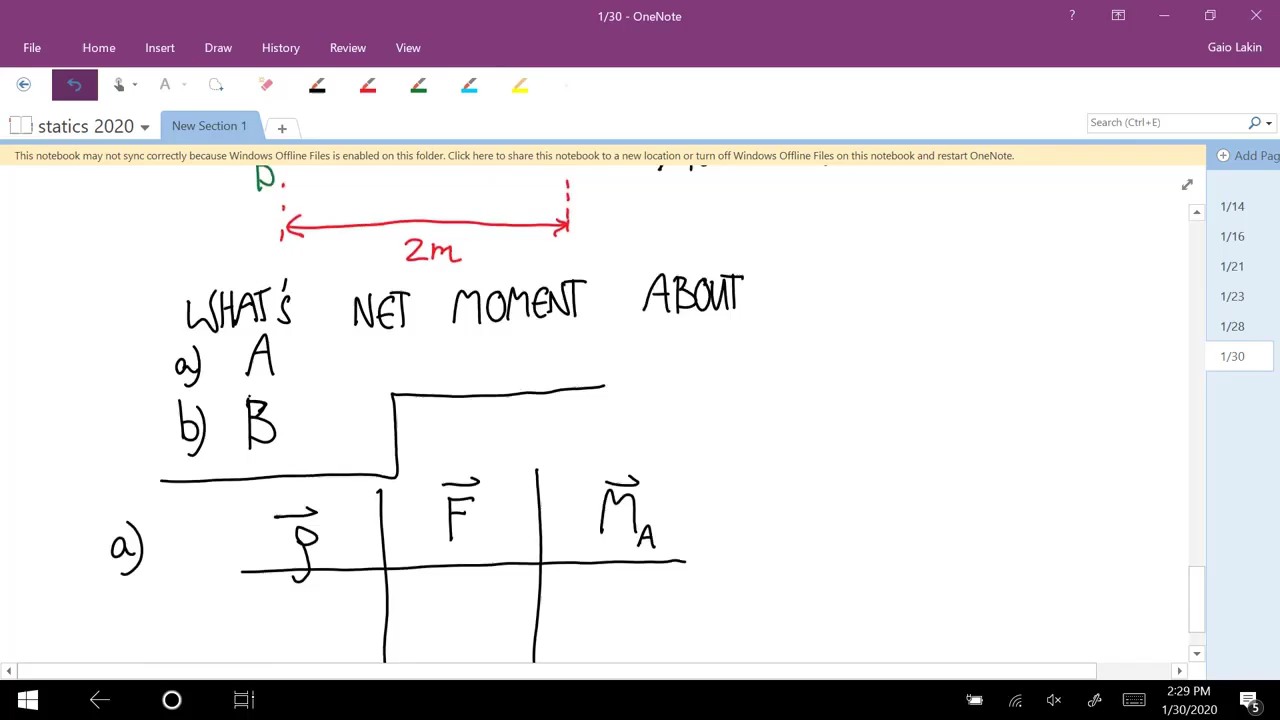 1/30 - OneNote
?
File Home Insert Draw History Review View
Gaio Lakin
A
statics 2020
New Section 1
Search (Ctrl+E)
This notebook may not sync correctly because Windows Offline Files is enabled on this folder. Click here to share this notebook to a new location or turn off Windows Offline Files on this notebook and restart OneNote.
Add Pag
1/14
1/16
1/21
1/23
1/28
1/30
2m
WHAT'S NET MOMENT ABOUT
a) A
b) B
a) F M A
2:29 PM
1/30/2020
5